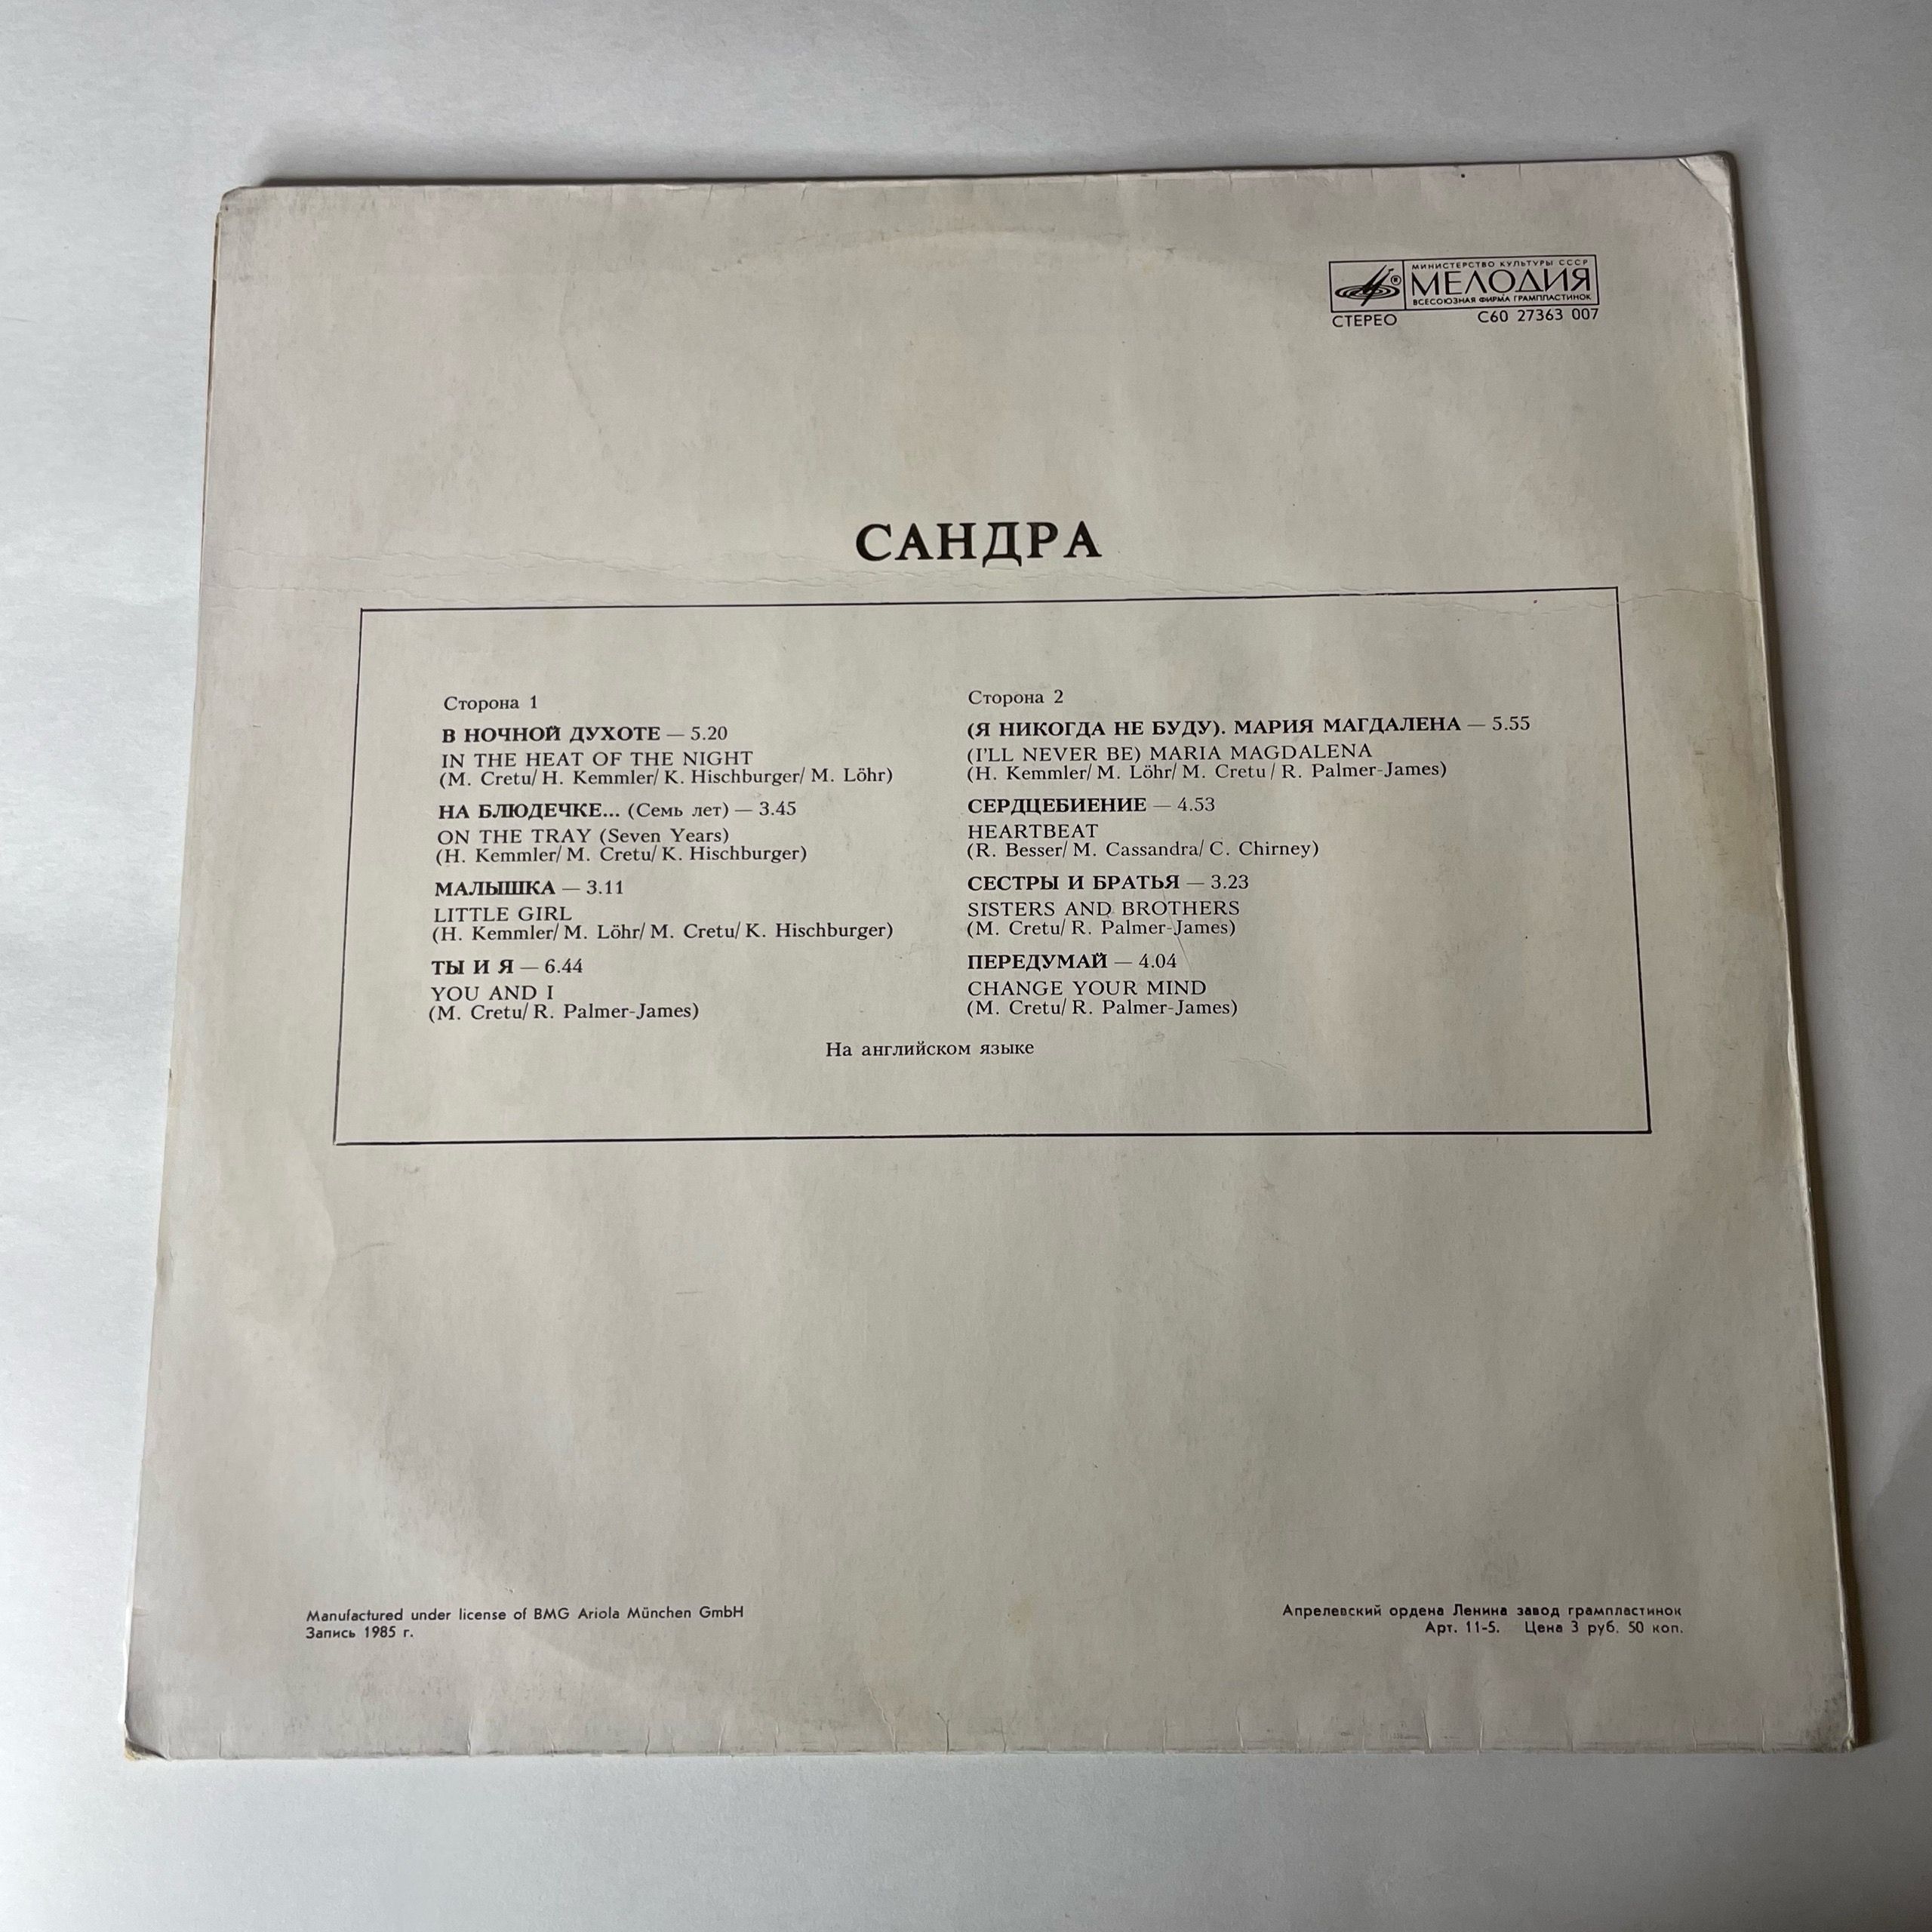 МИНИСТЕРСТВО КУЛЬТУРЫ СССР
МЕЛОДИЯ
ВСЕСОЮЗНАЯ ФИРМА ГРАМПЛАСТИНОК
СТЕРЕО С60 27363 007
САНДРА
Сторона 1
В НОЧНОЙ ДУХОТЕ — 5.20
IN THE HEAT OF THE NIGHT
(M. Cretu/ H. Kemmler/ K. Hischburger/ M. Löhr)
НА БЛЮДЕЧКЕ... (Семь лет) — 3.45
ON THE TRAY (Seven Years)
(H. Kemmler/ M. Cretu/ K. Hischburger)
МАЛЫШКА — 3.11
LITTLE GIRL
(H. Kemmler/ M. Löhr/ M. Cretu/ K. Hischburger)
ТЫ И Я — 6.44
YOU AND I
(M. Cretu/ R. Palmer-James)
Сторона 2
(Я НИКОГДА НЕ БУДУ). МАРИЯ МАГДАЛЕНА — 5.55
(I'LL NEVER BE) MARIA MAGDALENA
(H. Kemmler/ M. Löhr/ M. Cretu / R. Palmer-James)
СЕРДЦЕБИЕНИЕ — 4.53
HEARTBEAT
(R. Besser/ M. Cassandra/ C. Chirney)
СЕСТРЫ И БРАТЬЯ — 3.23
SISTERS AND BROTHERS
(M. Cretu/ R. Palmer-James)
ПЕРЕДУМАЙ — 4.04
CHANGE YOUR MIND
(M. Cretu/ R. Palmer-James)
На английском языке
Manufactured under license of BMG Ariola München GmbH
Запись 1985 г.
Апрелевский ордена Ленина завод грампластинок
Арт. 11-5. Цена 3 руб. 50 коп.